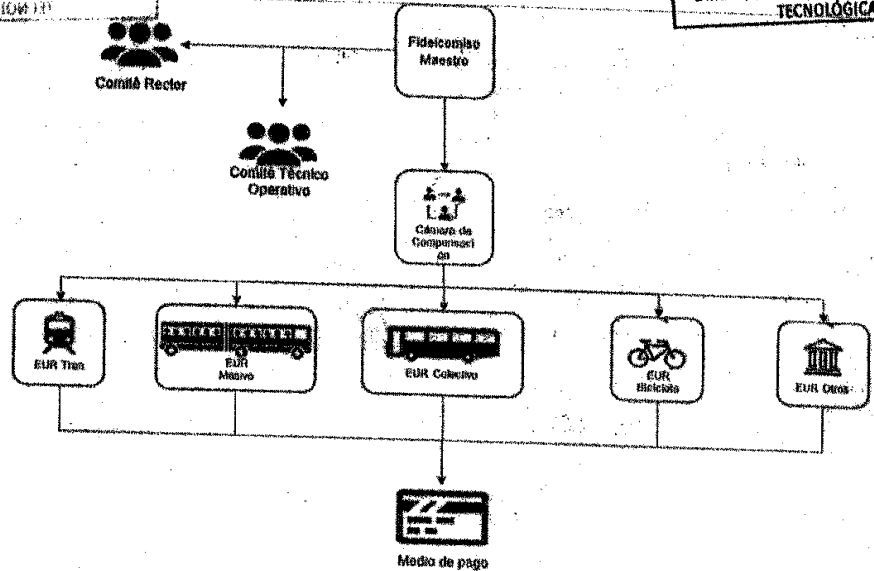 TECNOLÓGICA
Fideicomiso
Maestro
Comité Rector
Comité Técnico
Operativo
Cámara de
Compensaci
ón
EUR Tren
EUR
Masivo
EUR Colectivo
EUR
Bicicleta
EUR Otros
Medio de pago